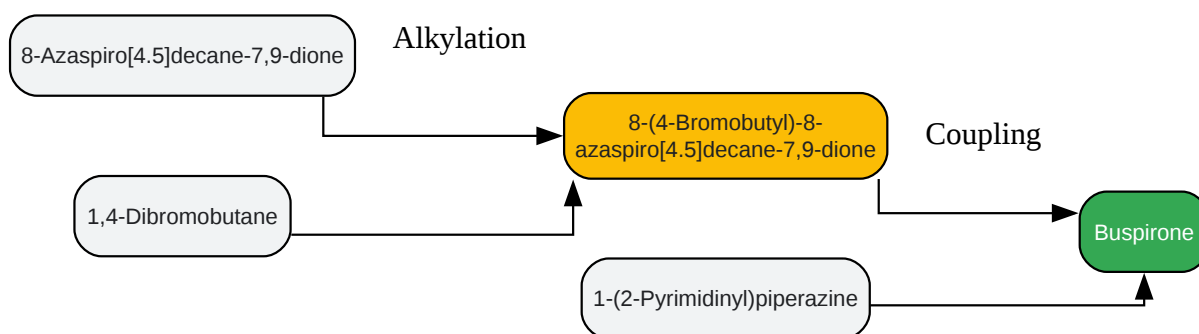 8-Azaspiro[4.5]decane-7,9-dione
Alkylation
8-(4-Bromobutyl)-8-
azaspiro[4.5]decane-7,9-dione
Coupling
1,4-Dibromobutane
Buspirone
1-(2-Pyrimidinyl)piperazine